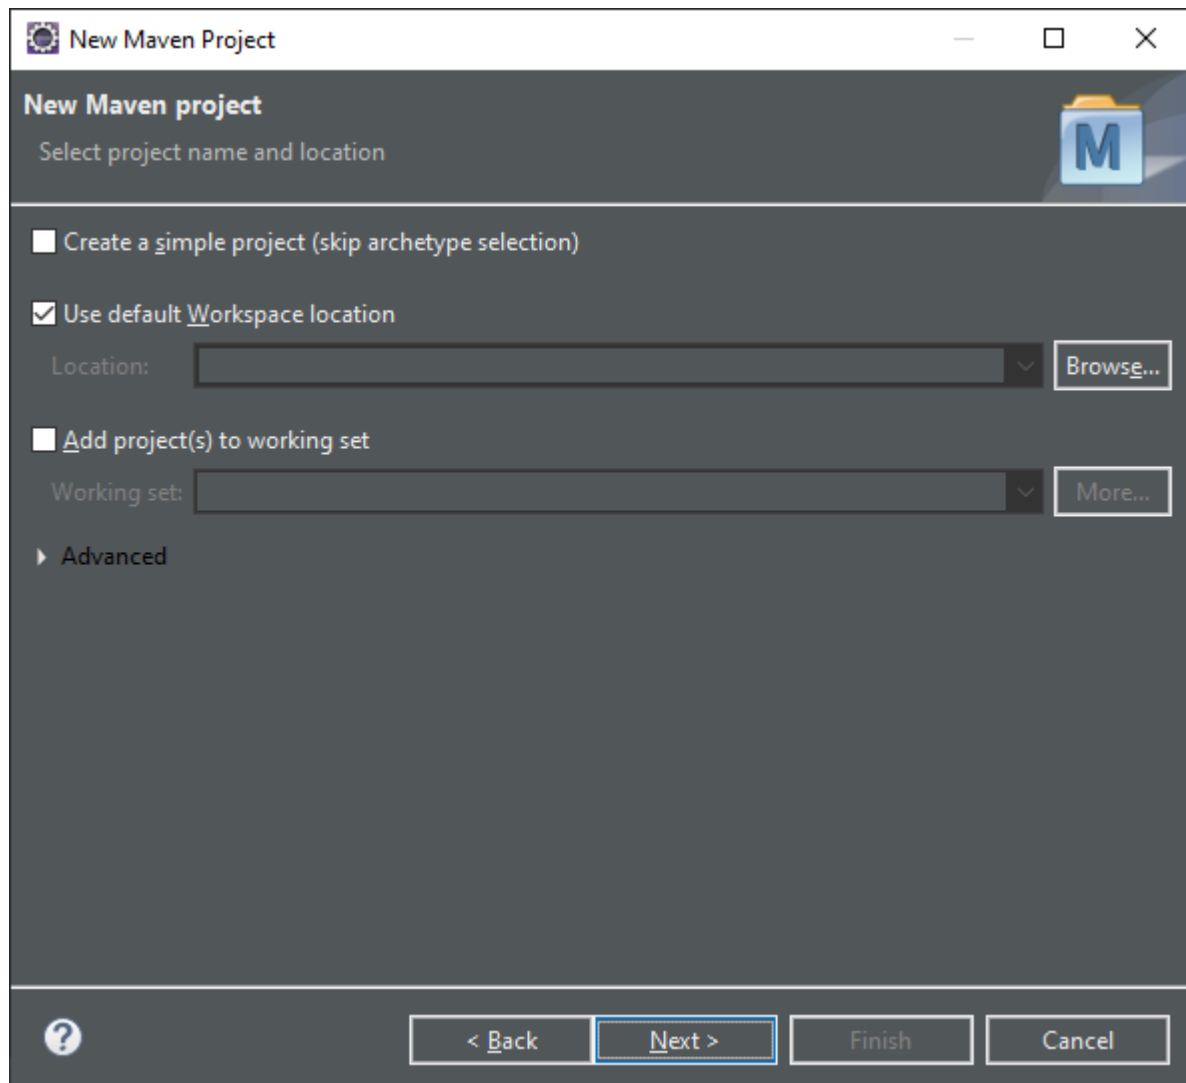 New Maven Project
New Maven project
Select project name and location
M
Create a simple project (skip archetype selection)
Use default Workspace location
Location:
Browse...
Add project(s) to working set
Working set:
More...
Advanced
?
< Back
Next >
Finish
Cancel